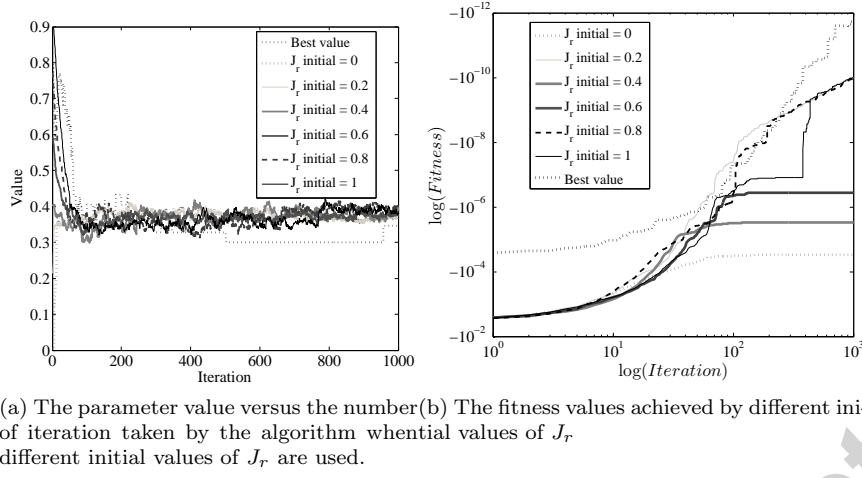 0.9
0.8
0.7
0.6
0.5
0.4
0.3
0.2
0.1
0
0
200
400
600
800
1000
Value
Iteration
Best value
J_r initial = 0
J_r initial = 0.2
J_r initial = 0.4
J_r initial = 0.6
J_r initial = 0.8
J_r initial = 1
−10^−12
−10^−10
−10^−8
−10^−6
−10^−4
−10^−2
10^0
10^1
10^2
10^3
log(Fitness)
log(Iteration)
J_r initial = 0
J_r initial = 0.2
J_r initial = 0.4
J_r initial = 0.6
J_r initial = 0.8
J_r initial = 1
Best value
(a) The parameter value versus the number
of iteration taken by the algorithm when
different initial values of J_r are used.
(b) The fitness values achieved by different ini-
tial values of J_r